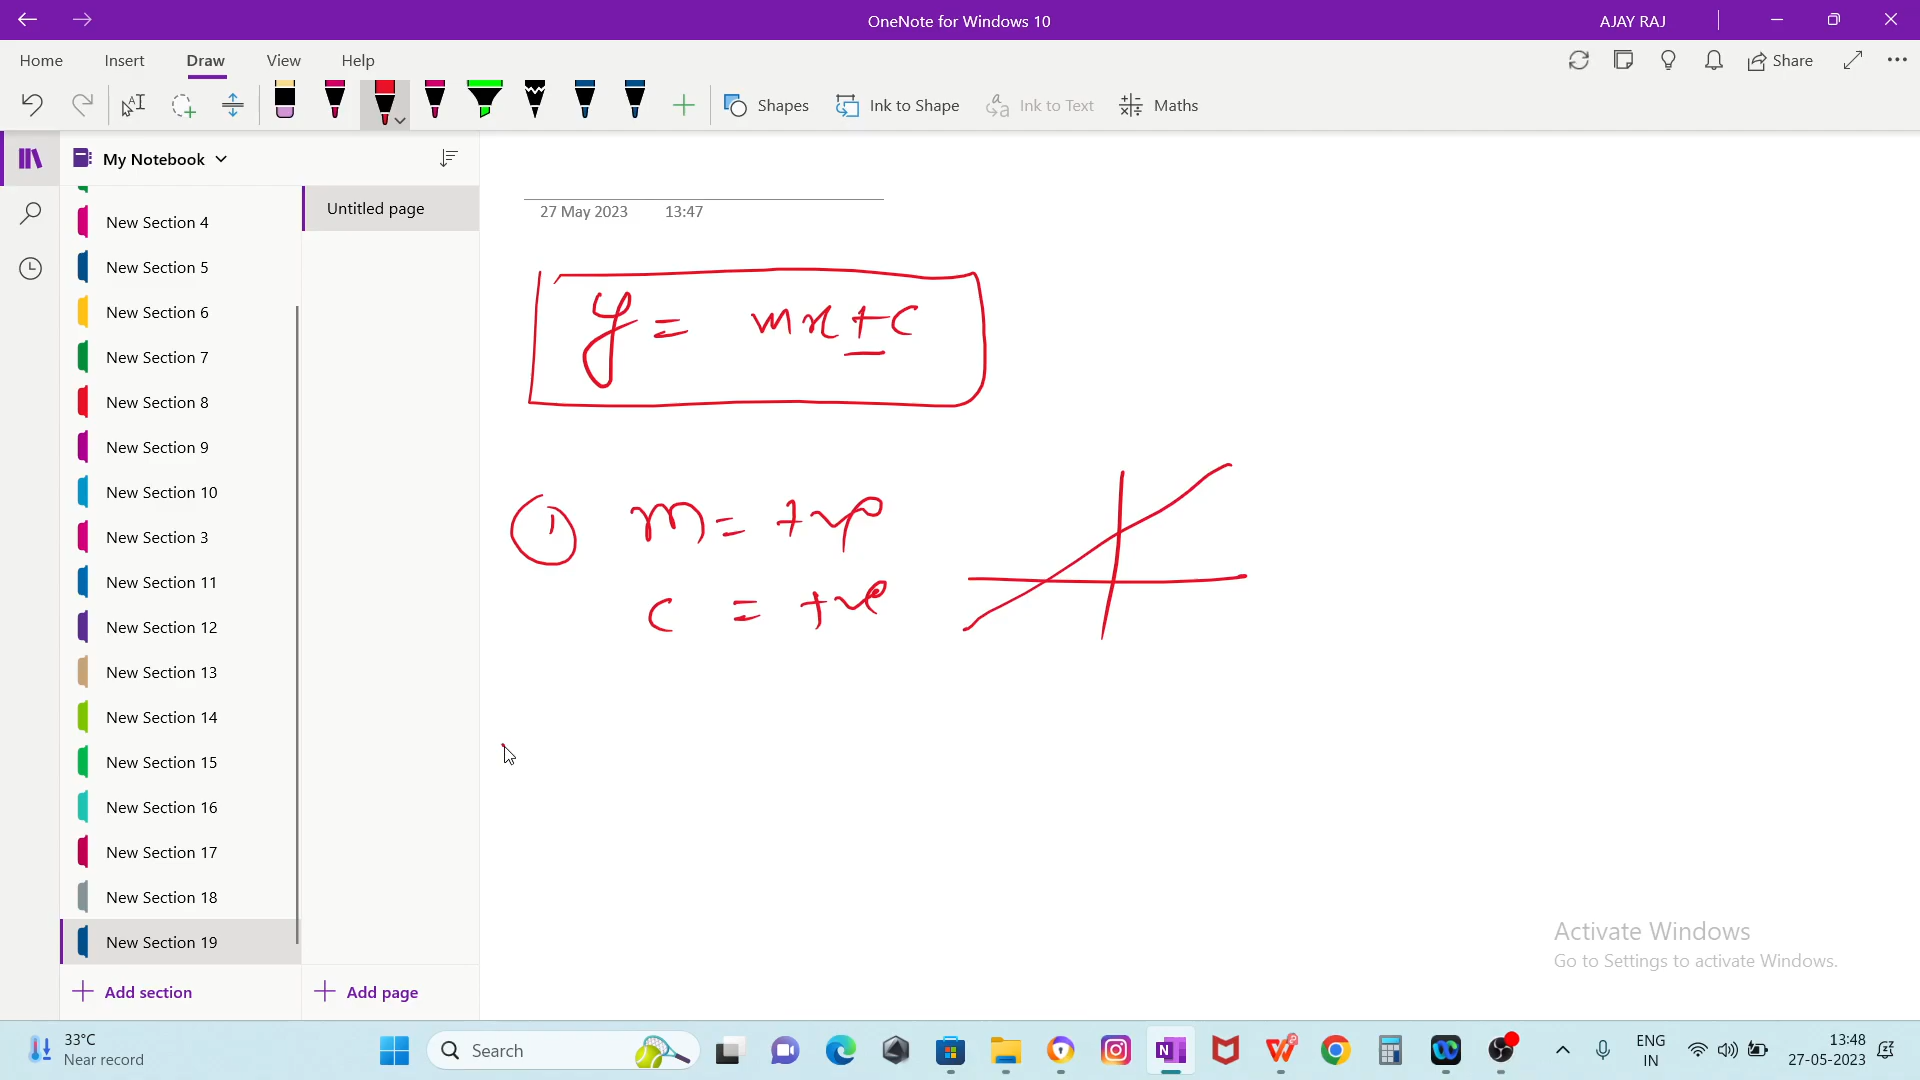 OneNote for Windows 10
AJAY RAJ
Home Insert Draw View Help
Share
Shapes Ink to Shape Ink to Text Maths
My Notebook
Untitled page
New Section 4
New Section 5
New Section 6
New Section 7
New Section 8
New Section 9
New Section 10
New Section 3
New Section 11
New Section 12
New Section 13
New Section 14
New Section 15
New Section 16
New Section 17
New Section 18
New Section 19
Add section
Add page
27 May 2023 13:47
y = mx ± c
① m = +ve
c = +ve
Activate Windows
Go to Settings to activate Windows.
33°C
Near record
Search
ENG
IN
13:48
27-05-2023